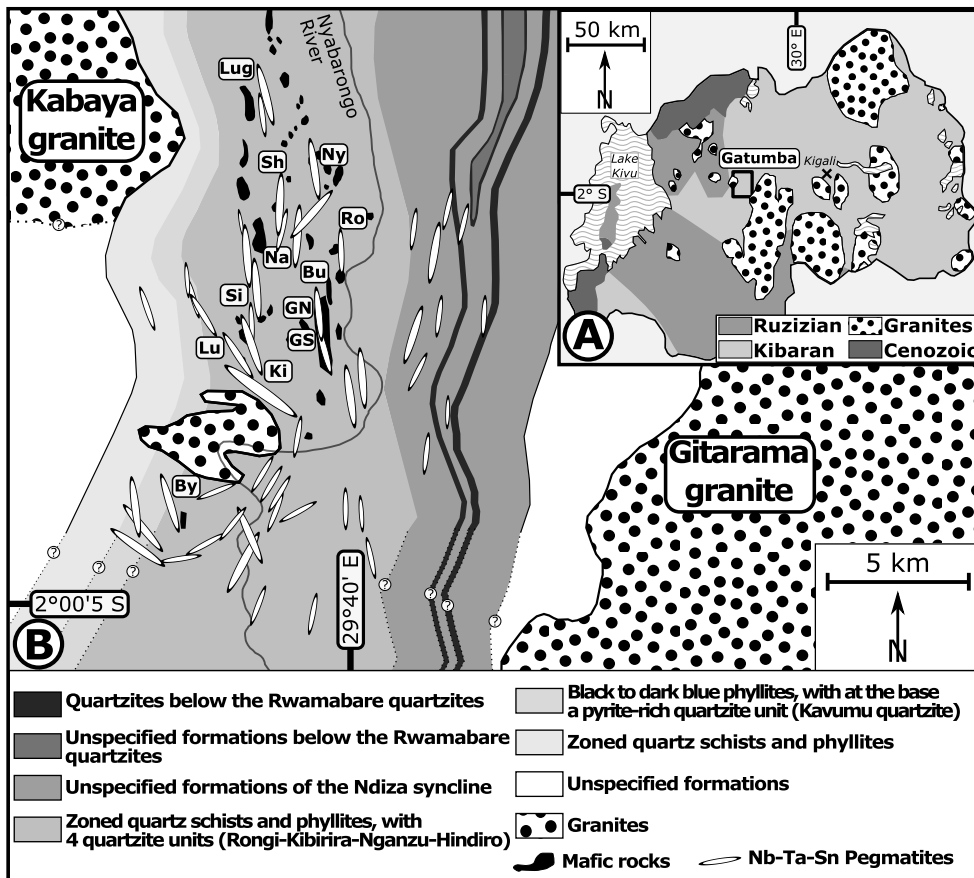 Kabaya
granite
Nyabarongo
River
Lug
Sh
Ny
Ro
Na
Bu
Si
GN
GS
Lu
Ki
By
?
?
?
?
?
?
?
?
2°00'5 S
29°40' E
B
50 km
N
30° E
Lake
Kivu
Gatumba
Kigali
2° S
A
Ruzizian
Granites
Kibaran
Cenozoic
Gitarama
granite
5 km
N
Quartzites below the Rwamabare quartzites
Unspecified formations below the Rwamabare
quartzites
Unspecified formations of the Ndiza syncline
Zoned quartz schists and phyllites, with
4 quartzite units (Rongi-Kibirira-Nganzu-Hindiro)
Black to dark blue phyllites, with at the base
a pyrite-rich quartzite unit (Kavumu quartzite)
Zoned quartz schists and phyllites
Unspecified formations
Granites
Mafic rocks
Nb-Ta-Sn Pegmatites